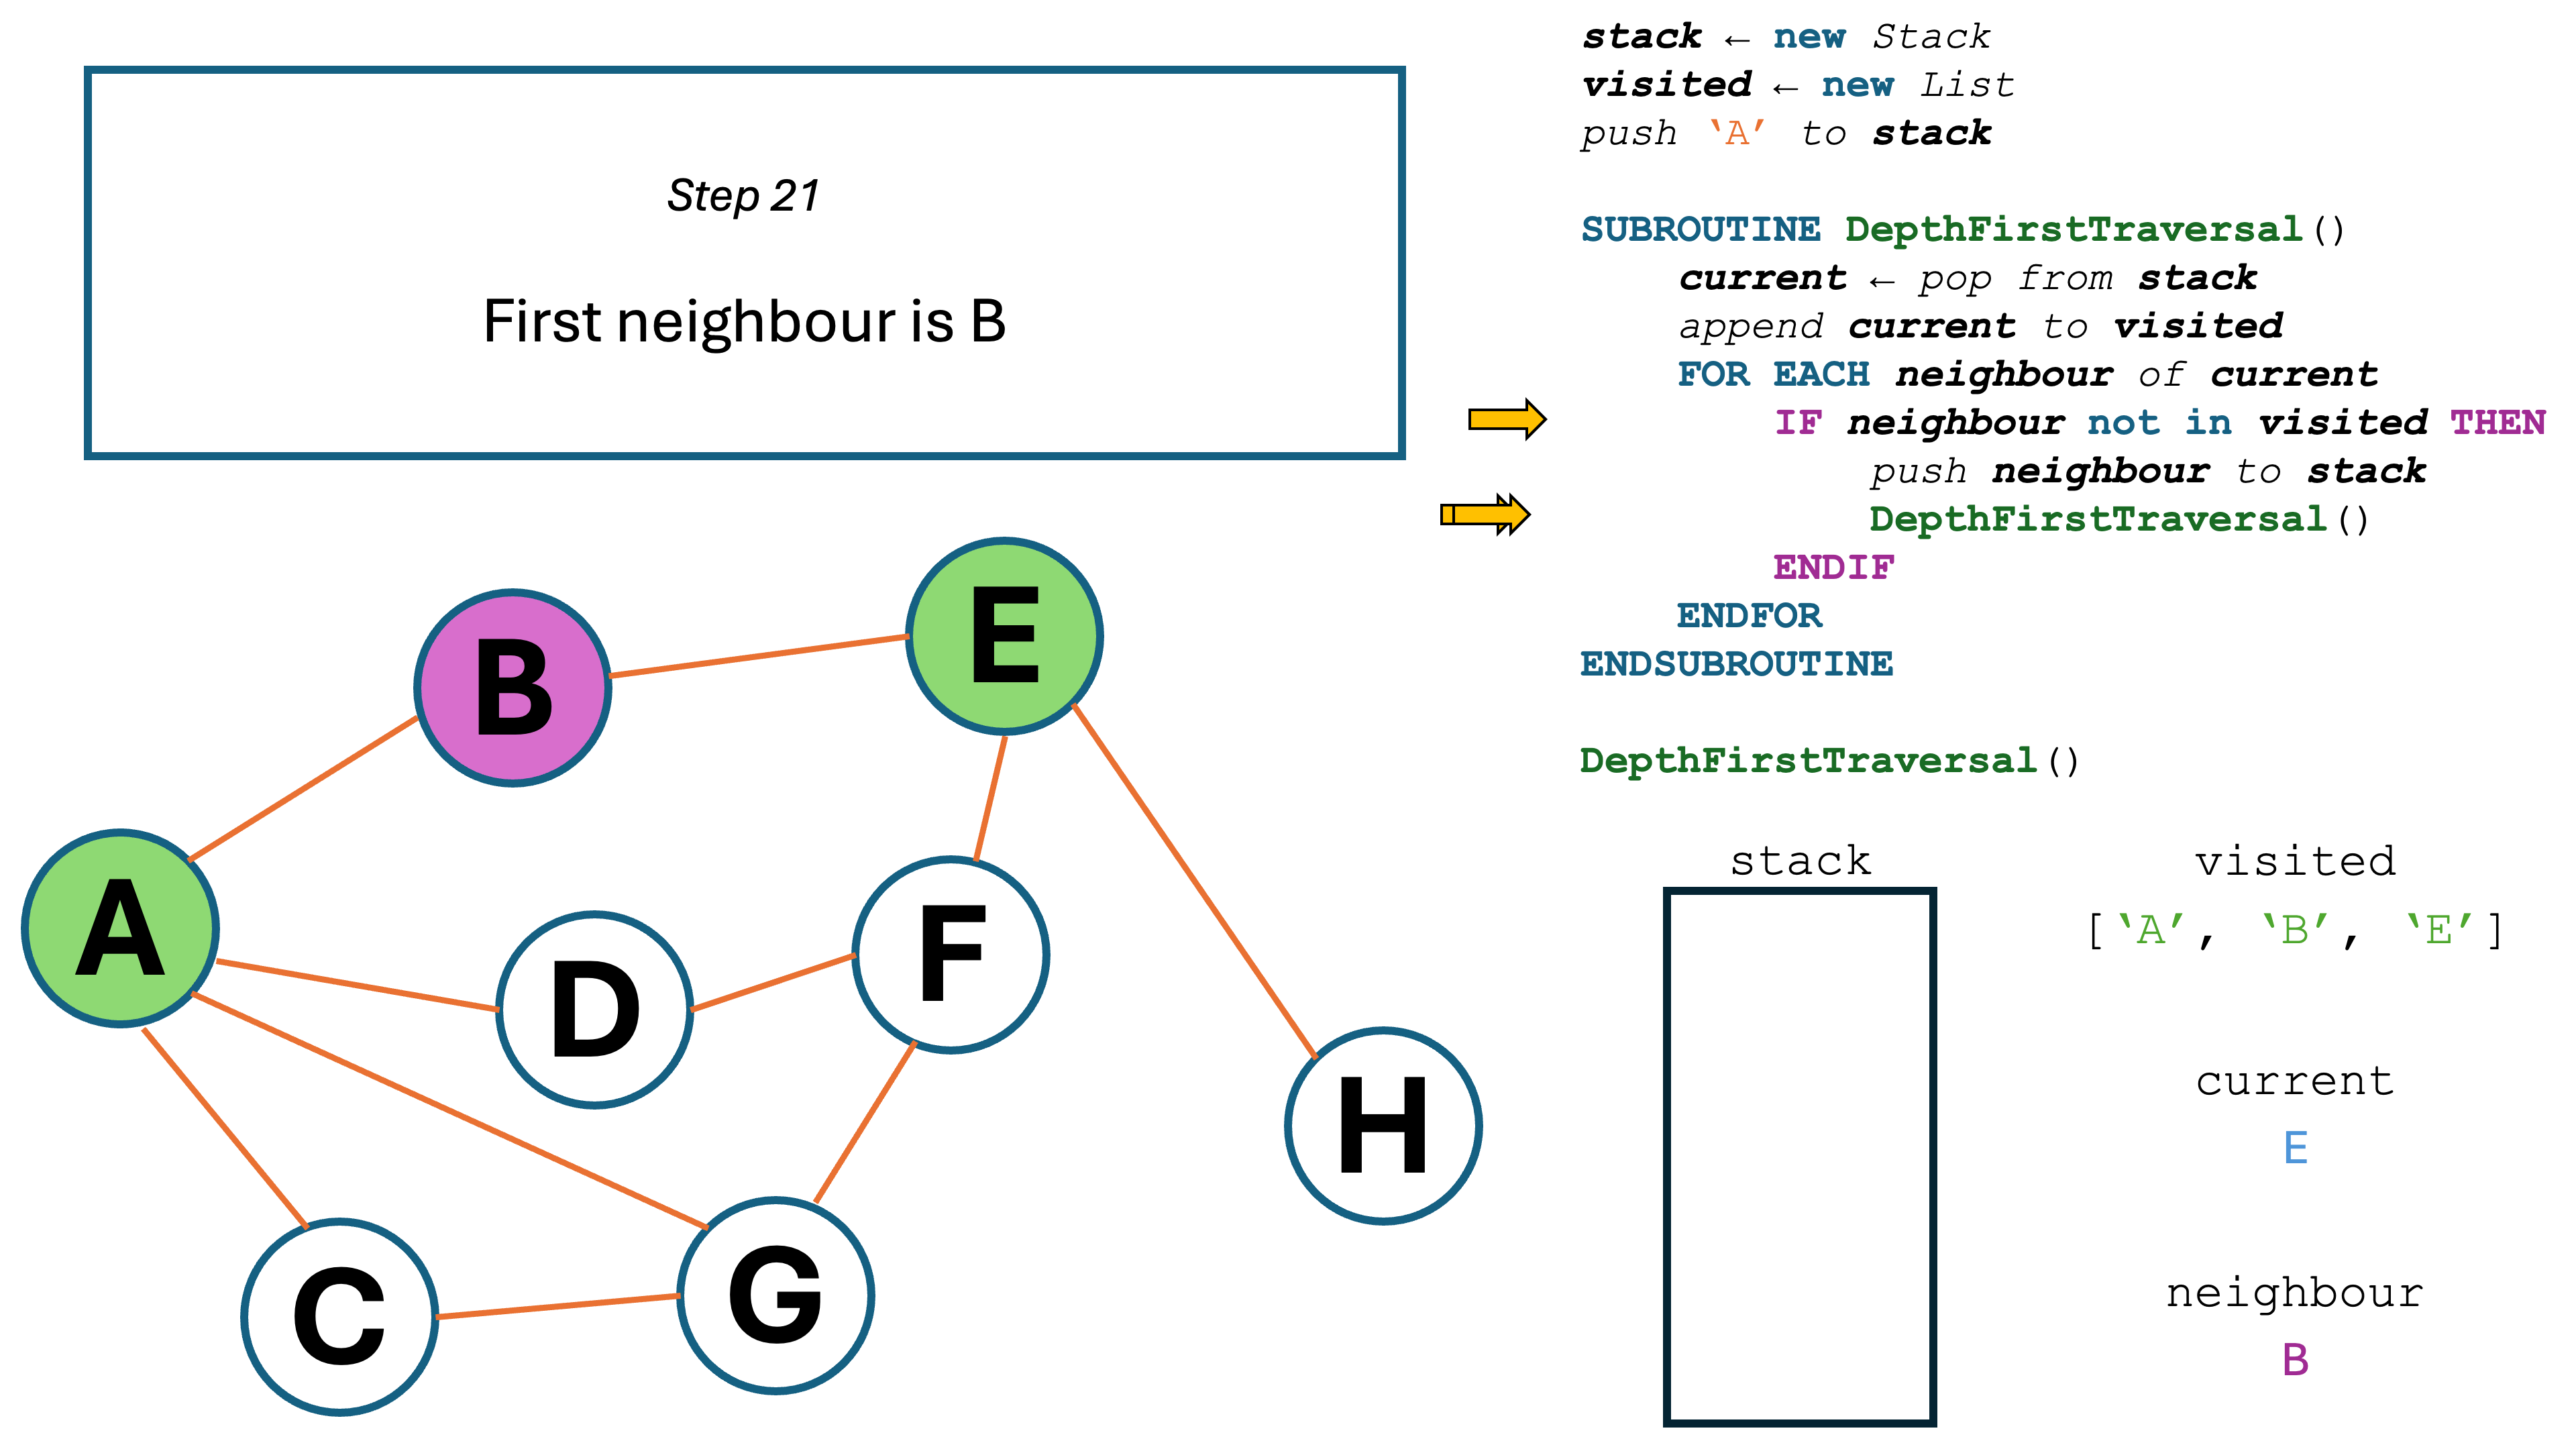 Step 21
First neighbour is B
stack ← new Stack
visited ← new List
push ‘A’ to stack
SUBROUTINE DepthFirstTraversal()
current ← pop from stack
append current to visited
FOR EACH neighbour of current
IF neighbour not in visited THEN
push neighbour to stack
DepthFirstTraversal()
ENDIF
ENDFOR
ENDSUBROUTINE
DepthFirstTraversal()
B
E
A
D
F
H
C
G
stack
visited
[‘A’, ‘B’, ‘E’]
current
E
neighbour
B